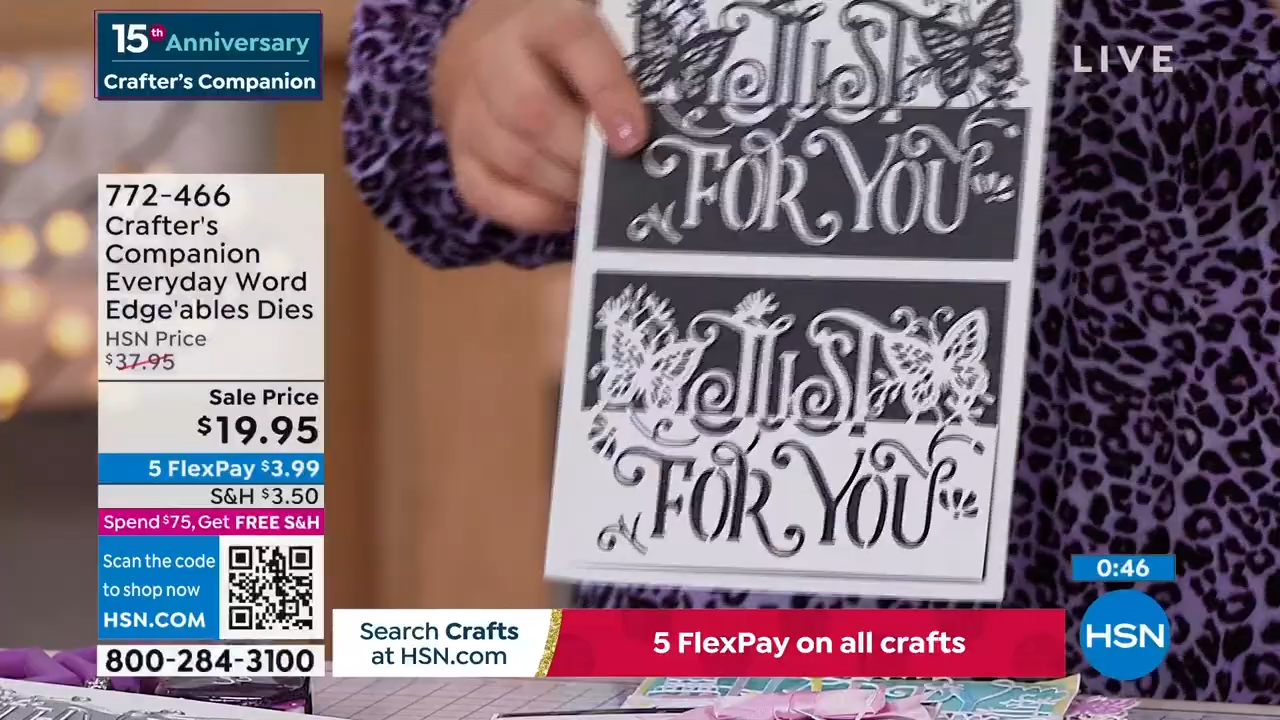 15th Anniversary
Crafter's Companion
LIVE
772-466
Crafter's
Companion
Everyday Word
Edge'ables Dies
HSN Price
$37.95
Sale Price
$19.95
5 FlexPay $3.99
S&H $3.50
Spend $75, Get FREE S&H
Scan the code
to shop now
HSN.COM
800-284-3100
JUST
FOR YOU
JUST
FOR YOU
Search Crafts
at HSN.com
5 FlexPay on all crafts
0:46
HSN